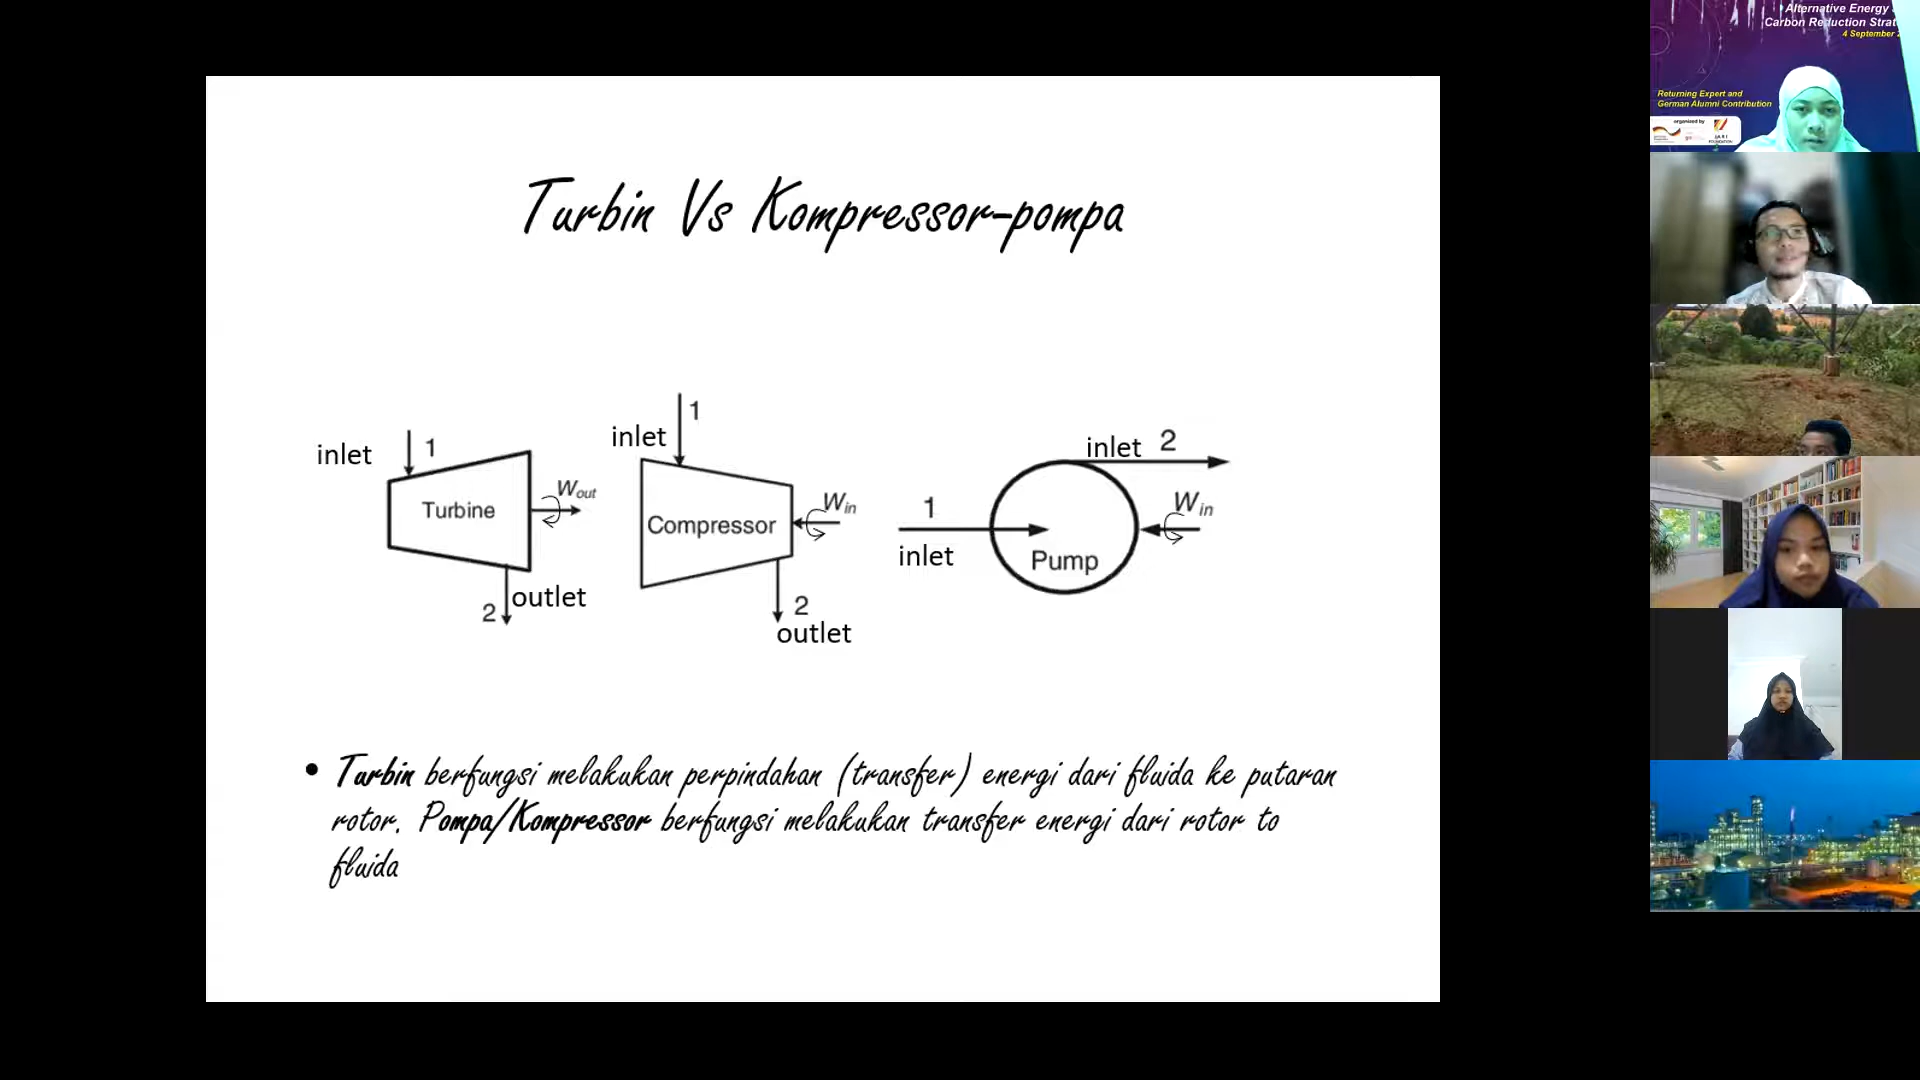 Turbin Vs Kompressor-pompa
inlet
1
Turbine
Wout
2
outlet
1
inlet
Compressor
Win
2
outlet
1
inlet
Pump
inlet 2
Win
• Turbin berfungsi melakukan perpindahan (transfer) energi dari fluida ke putaran
rotor. Pompa/Kompressor berfungsi melakukan transfer energi dari rotor to
fluida
Alternative Energy
Carbon Reduction
4 September
Returning Expert and
German Alumni Contribution
organised by